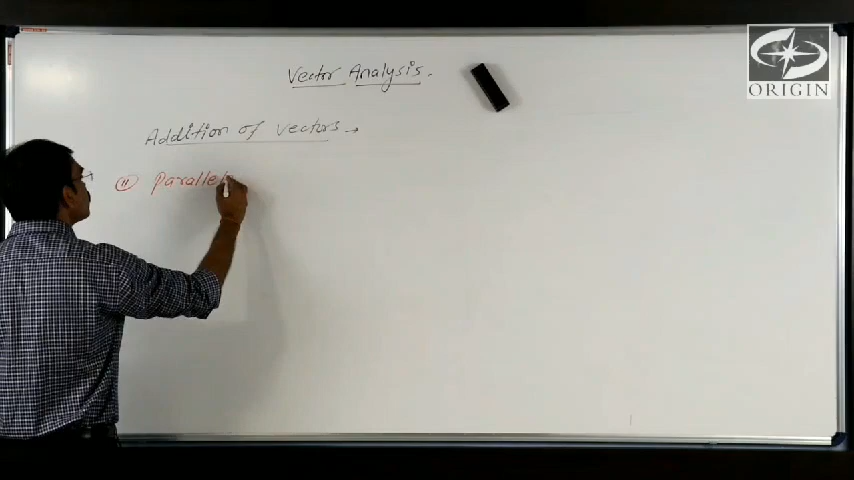 Vector Analysis.
Addition of vectors →
(II) Parallel
ORIGIN